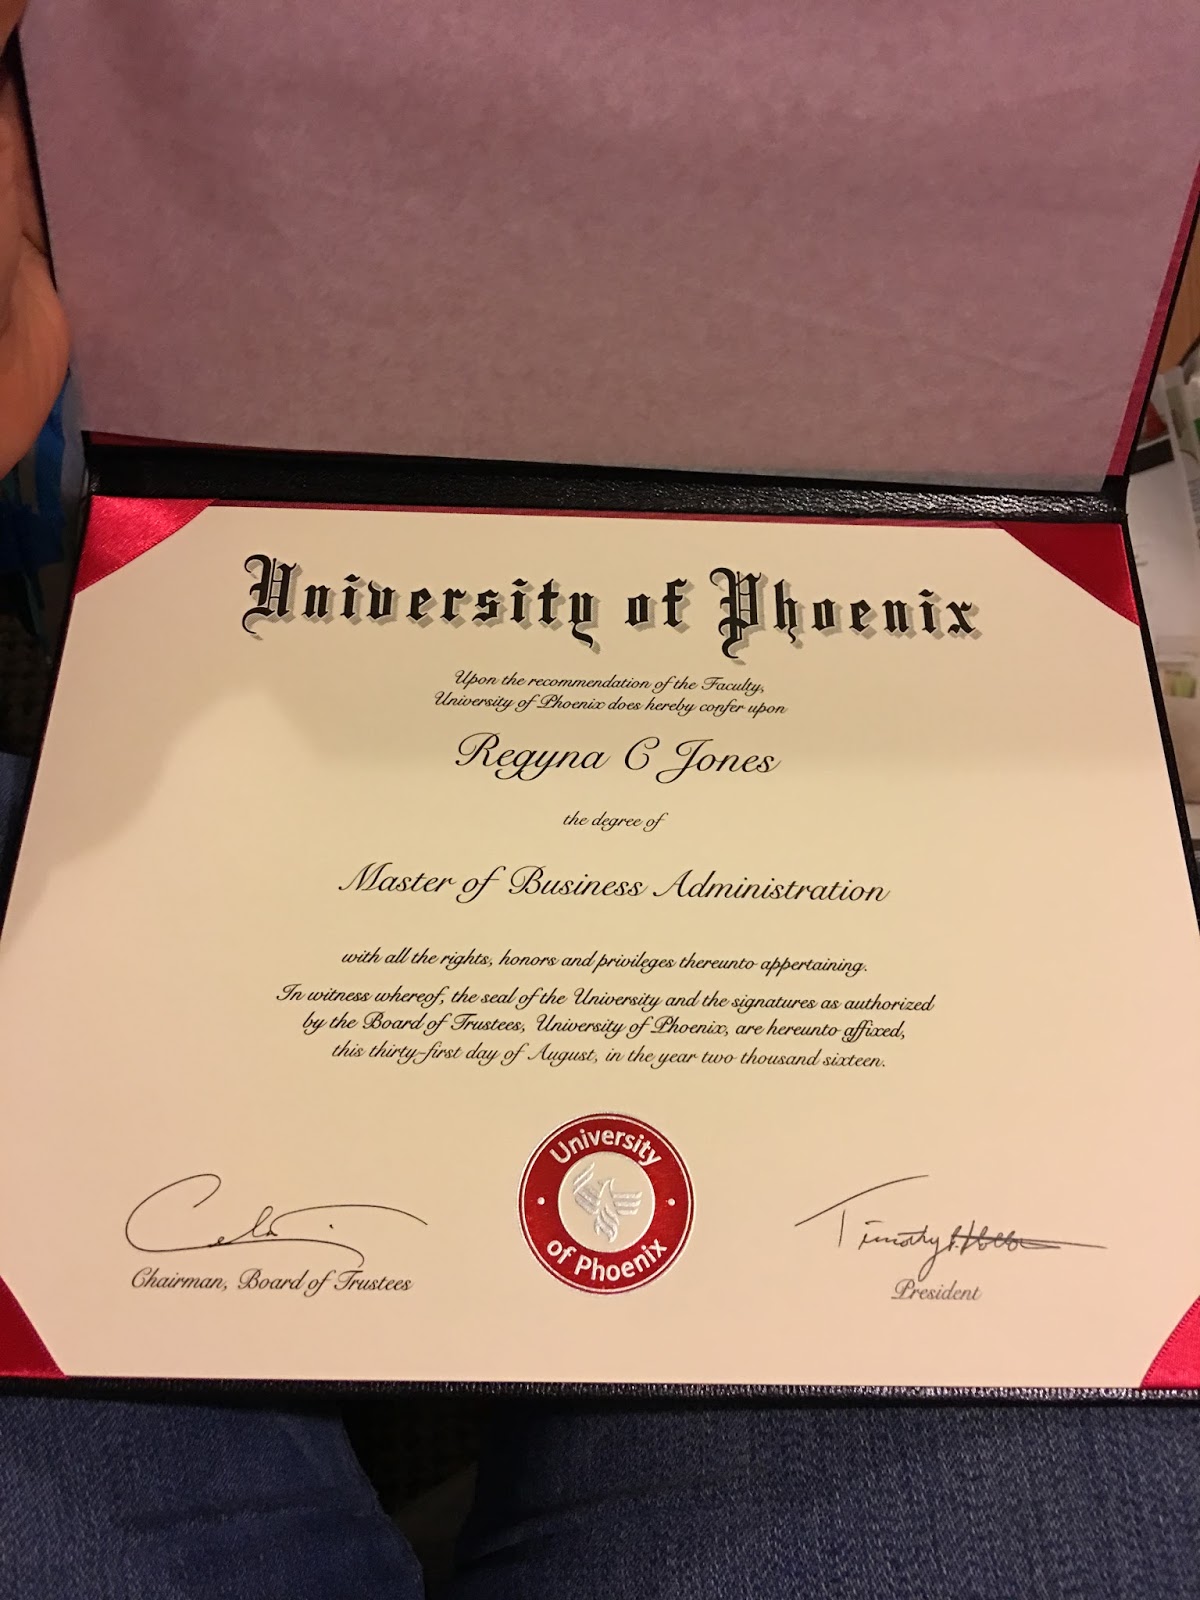 University of Phoenix
Upon the recommendation of the Faculty,
University of Phoenix does hereby confer upon
Regyna C Jones
the degree of
Master of Business Administration
with all the rights, honors and privileges thereunto appertaining.
In witness whereof, the seal of the University and the signatures as authorized
by the Board of Trustees, University of Phoenix, are hereunto affixed,
this thirty-first day of August, in the year two thousand sixteen.
University
of Phoenix
Chairman, Board of Trustees
Timothy
President